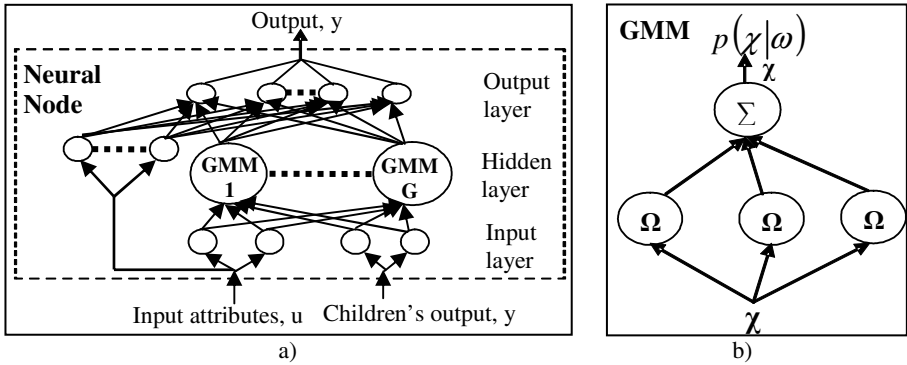 Output, y
Neural
Node
Output
layer
GMM
1
GMM
G
Hidden
layer
Input
layer
Input attributes, u
Children's output, y
a)
GMM
p(χ|ω)
χ
Σ
Ω
Ω
Ω
χ
b)